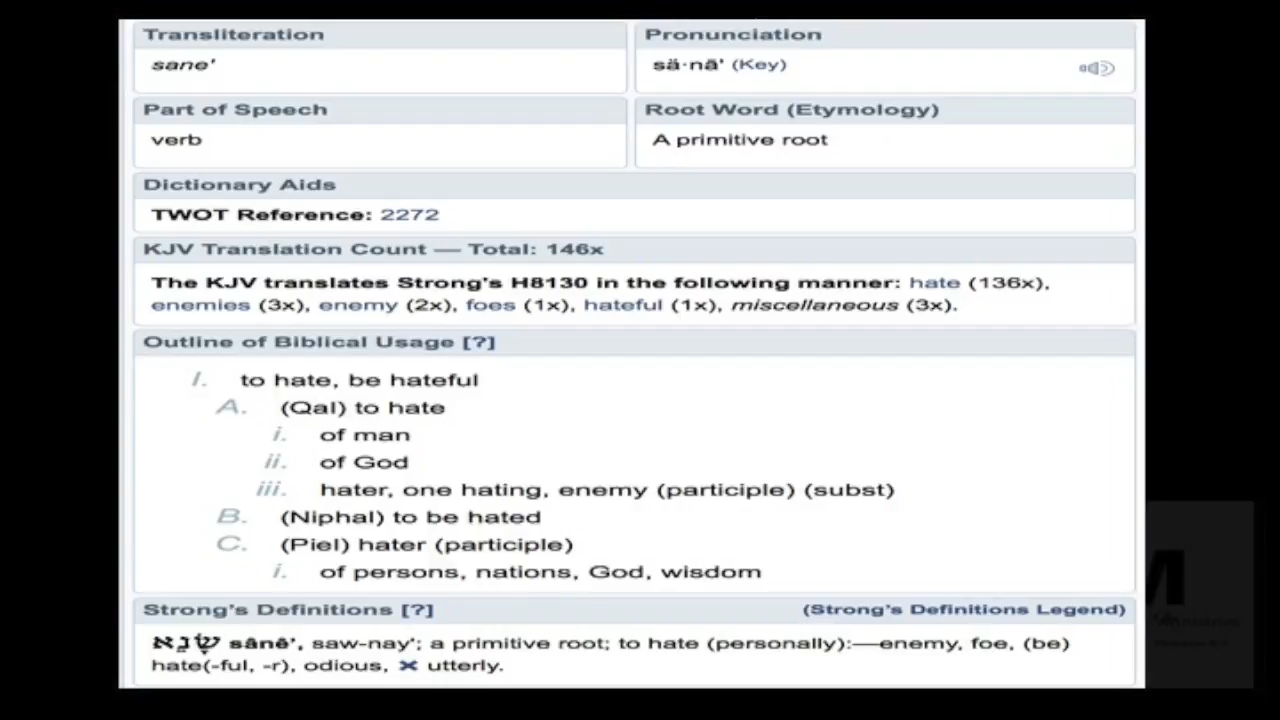 Transliteration
Pronunciation
sane'
sä·nā' (Key)
Part of Speech
Root Word (Etymology)
verb
A primitive root
Dictionary Aids
TWOT Reference: 2272
KJV Translation Count — Total: 146x
The KJV translates Strong's H8130 in the following manner: hate (136x),
enemies (3x), enemy (2x), foes (1x), hateful (1x), miscellaneous (3x).
Outline of Biblical Usage [?]
I. to hate, be hateful
A. (Qal) to hate
i. of man
ii. of God
iii. hater, one hating, enemy (participle) (subst)
B. (Niphal) to be hated
C. (Piel) hater (participle)
i. of persons, nations, God, wisdom
Strong's Definitions [?]
(Strong's Definitions Legend)
שָׂנֵא sânêʼ, saw-nay'; a primitive root; to hate (personally):—enemy, foe, (be)
hate(-ful, -r), odious, × utterly.